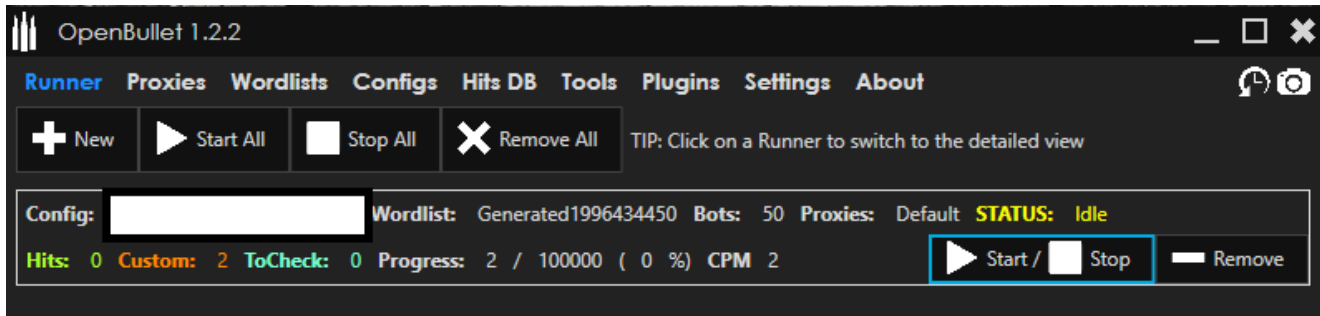 OpenBullet 1.2.2
Runner Proxies Wordlists Configs Hits DB Tools Plugins Settings About
New Start All Stop All Remove All TIP: Click on a Runner to switch to the detailed view
Config: Wordlist: Generated1996434450 Bots: 50 Proxies: Default STATUS: Idle
Hits: 0 Custom: 2 ToCheck: 0 Progress: 2 / 100000 ( 0 %) CPM 2 Start / Stop Remove